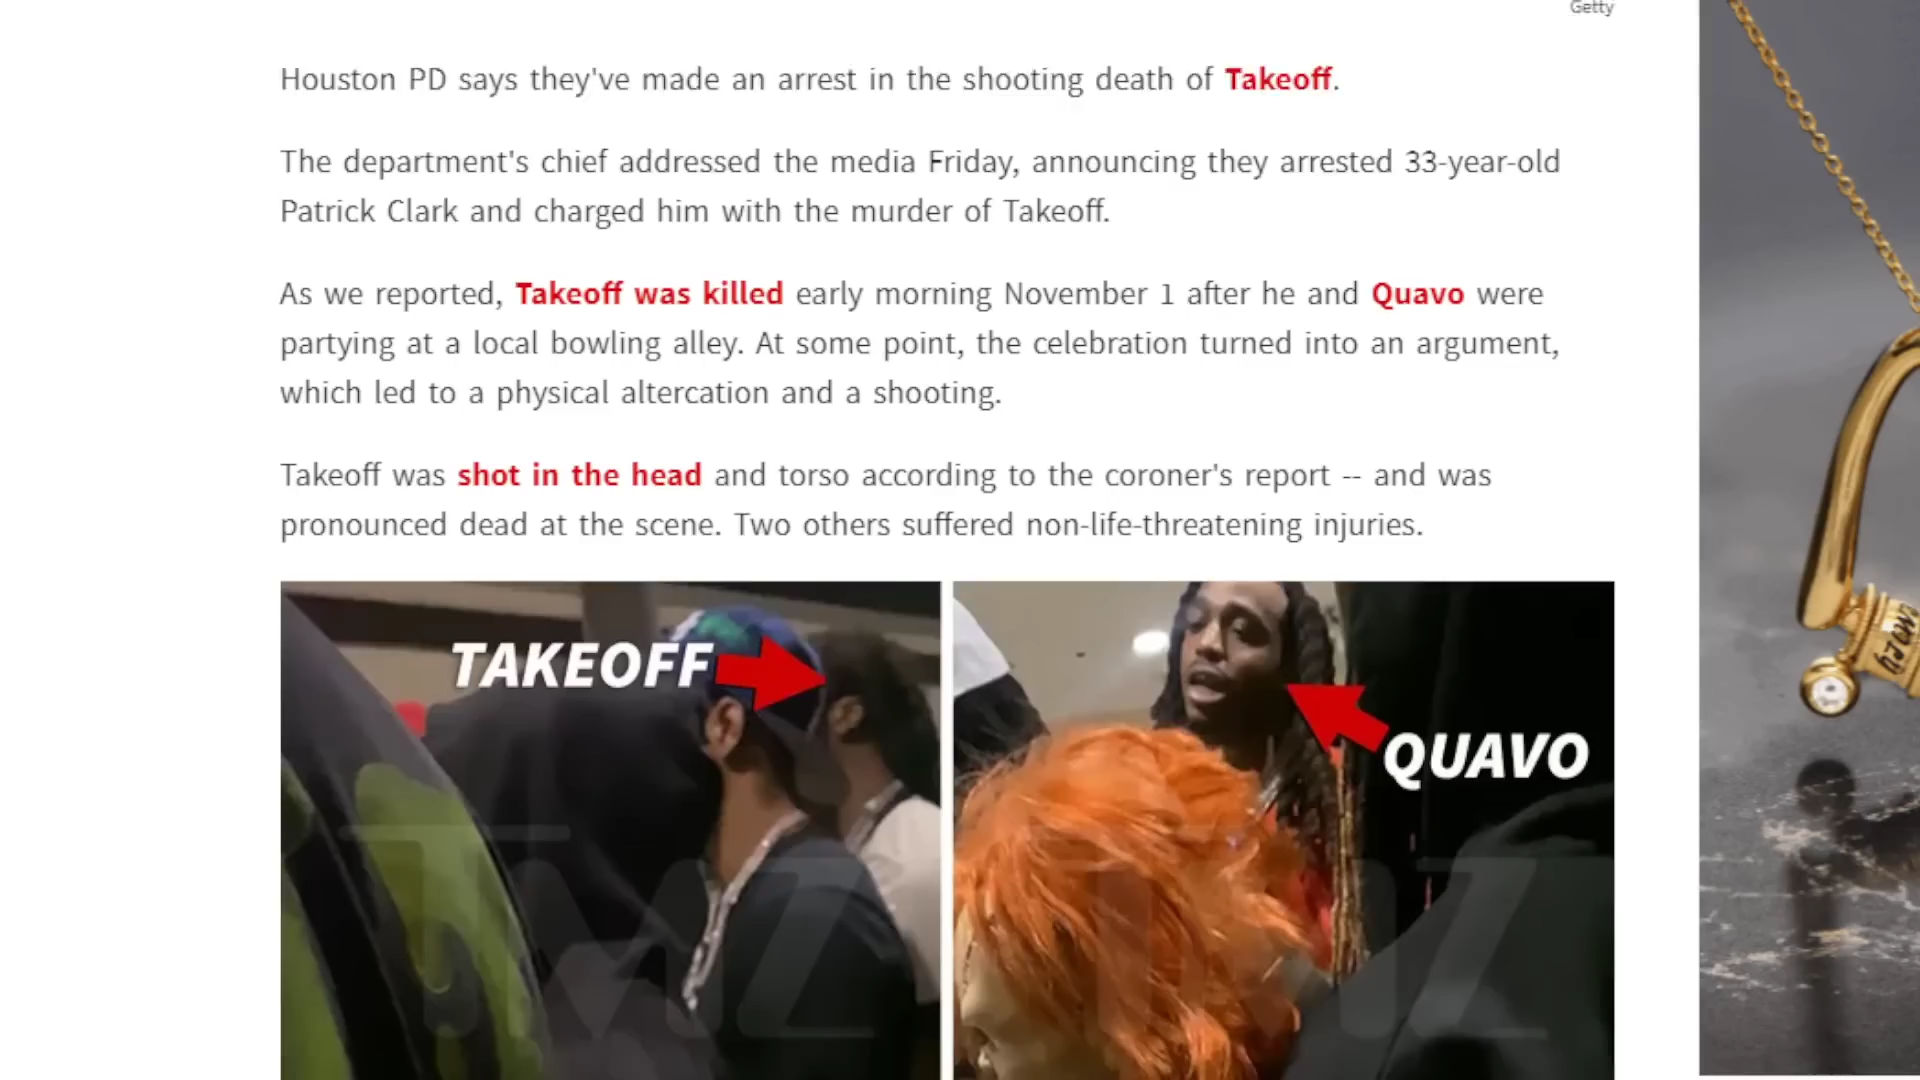 Getty
Houston PD says they've made an arrest in the shooting death of Takeoff.
The department's chief addressed the media Friday, announcing they arrested 33-year-old
Patrick Clark and charged him with the murder of Takeoff.
As we reported, Takeoff was killed early morning November 1 after he and Quavo were
partying at a local bowling alley. At some point, the celebration turned into an argument,
which led to a physical altercation and a shooting.
Takeoff was shot in the head and torso according to the coroner's report -- and was
pronounced dead at the scene. Two others suffered non-life-threatening injuries.
TAKEOFF
QUAVO
TMZ
TMZ